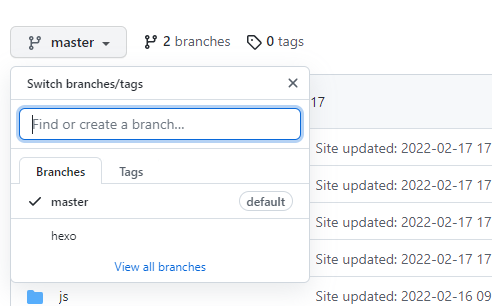 master 2 branches 0 tags
Switch branches/tags
17
Find or create a branch...
Site updated: 2022-02-17 17
Branches Tags
Site updated: 2022-02-17 17
master default
Site updated: 2022-02-17 17
hexo
Site updated: 2022-02-17 17
View all branches
js Site updated: 2022-02-16 09